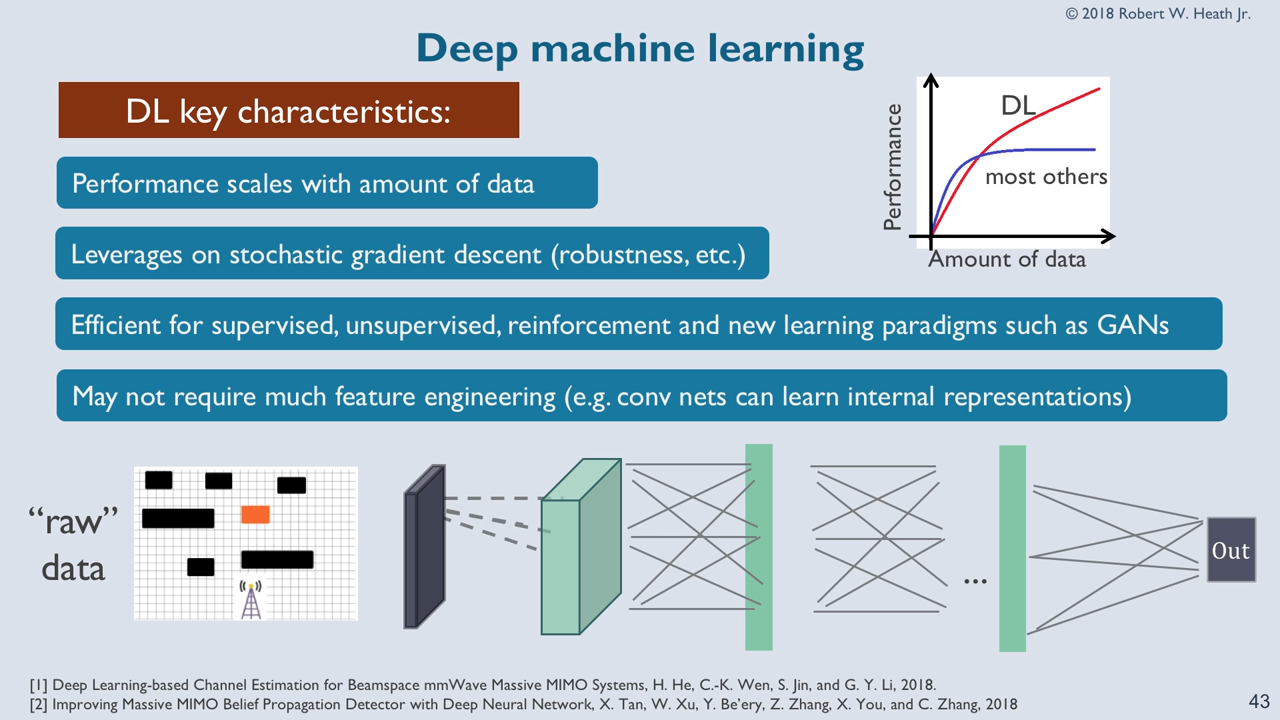 © 2018 Robert W. Heath Jr.
Deep machine learning
DL key characteristics:
Performance scales with amount of data
Leverages on stochastic gradient descent (robustness, etc.)
Efficient for supervised, unsupervised, reinforcement and new learning paradigms such as GANs
May not require much feature engineering (e.g. conv nets can learn internal representations)
Performance
DL
most others
Amount of data
“raw”
data
...
Out
[1] Deep Learning-based Channel Estimation for Beamspace mmWave Massive MIMO Systems, H. He, C.-K. Wen, S. Jin, and G. Y. Li, 2018.
[2] Improving Massive MIMO Belief Propagation Detector with Deep Neural Network, X. Tan, W. Xu, Y. Be’ery, Z. Zhang, X. You, and C. Zhang, 2018
43